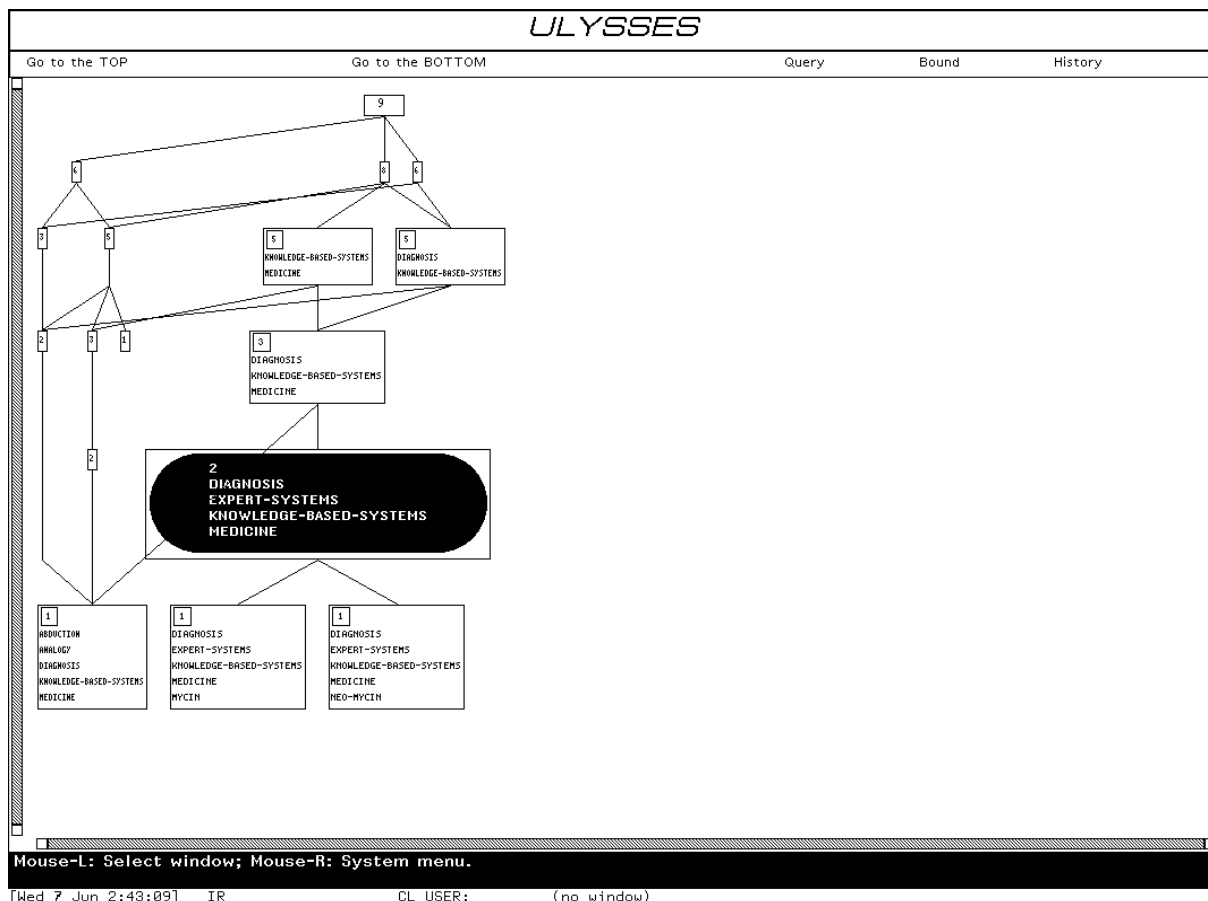 ULYSSES
Go to the TOP Go to the BOTTOM Query Bound History
9
6 8 6
3 5
5
KNOWLEDGE-BASED-SYSTEMS
MEDICINE
5
DIAGNOSIS
KNOWLEDGE-BASED-SYSTEMS
2 3 1
3
DIAGNOSIS
KNOWLEDGE-BASED-SYSTEMS
MEDICINE
2
2
DIAGNOSIS
EXPERT-SYSTEMS
KNOWLEDGE-BASED-SYSTEMS
MEDICINE
1
ABDUCTION
ANALOGY
DIAGNOSIS
KNOWLEDGE-BASED-SYSTEMS
MEDICINE
1
DIAGNOSIS
EXPERT-SYSTEMS
KNOWLEDGE-BASED-SYSTEMS
MEDICINE
MYCIN
1
DIAGNOSIS
EXPERT-SYSTEMS
KNOWLEDGE-BASED-SYSTEMS
MEDICINE
NEO-MYCIN
Mouse-L: Select window; Mouse-R: System menu.
[Wed 7 Jun 2:43:09] IR CL USER: (no window)